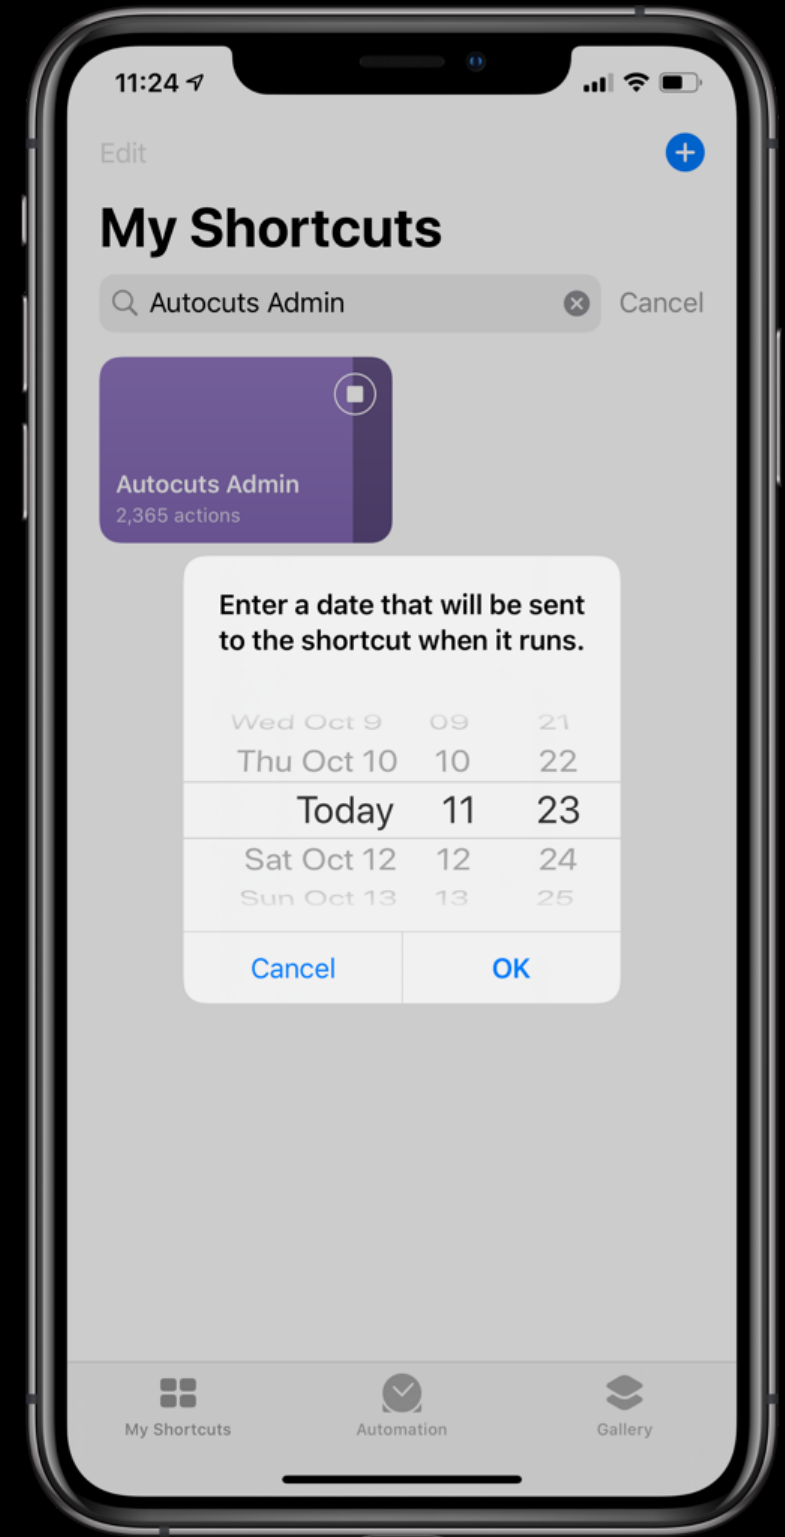 11:24
Edit
My Shortcuts
Autocuts Admin
Cancel
Autocuts Admin
2,365 actions
Enter a date that will be sent
to the shortcut when it runs.
Wed Oct 9 09 21
Thu Oct 10 10 22
Today 11 23
Sat Oct 12 12 24
Sun Oct 13 13 25
Cancel OK
My Shortcuts Automation Gallery